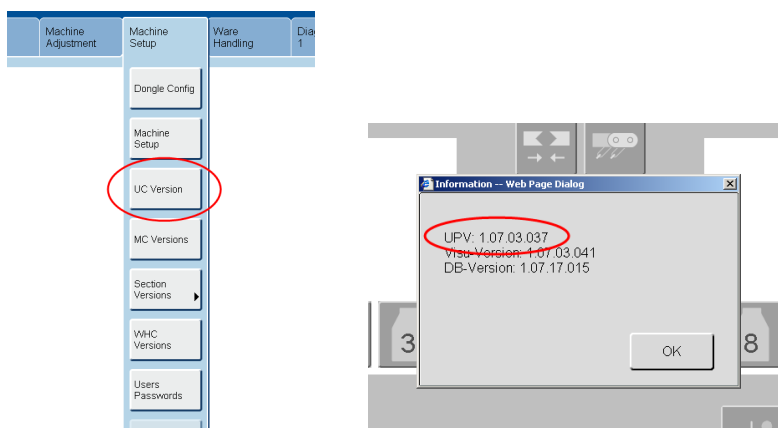 Machine
Adjustment
Machine
Setup
Ware
Handling
Dia
1
Dongle Config
Machine
Setup
UC Version
MC Versions
Section
Versions
WHC
Versions
Users
Passwords
Information -- Web Page Dialog
UPV: 1.07.03.037
Visu-Version: 1.07.03.041
DB-Version: 1.07.17.015
OK
3
8